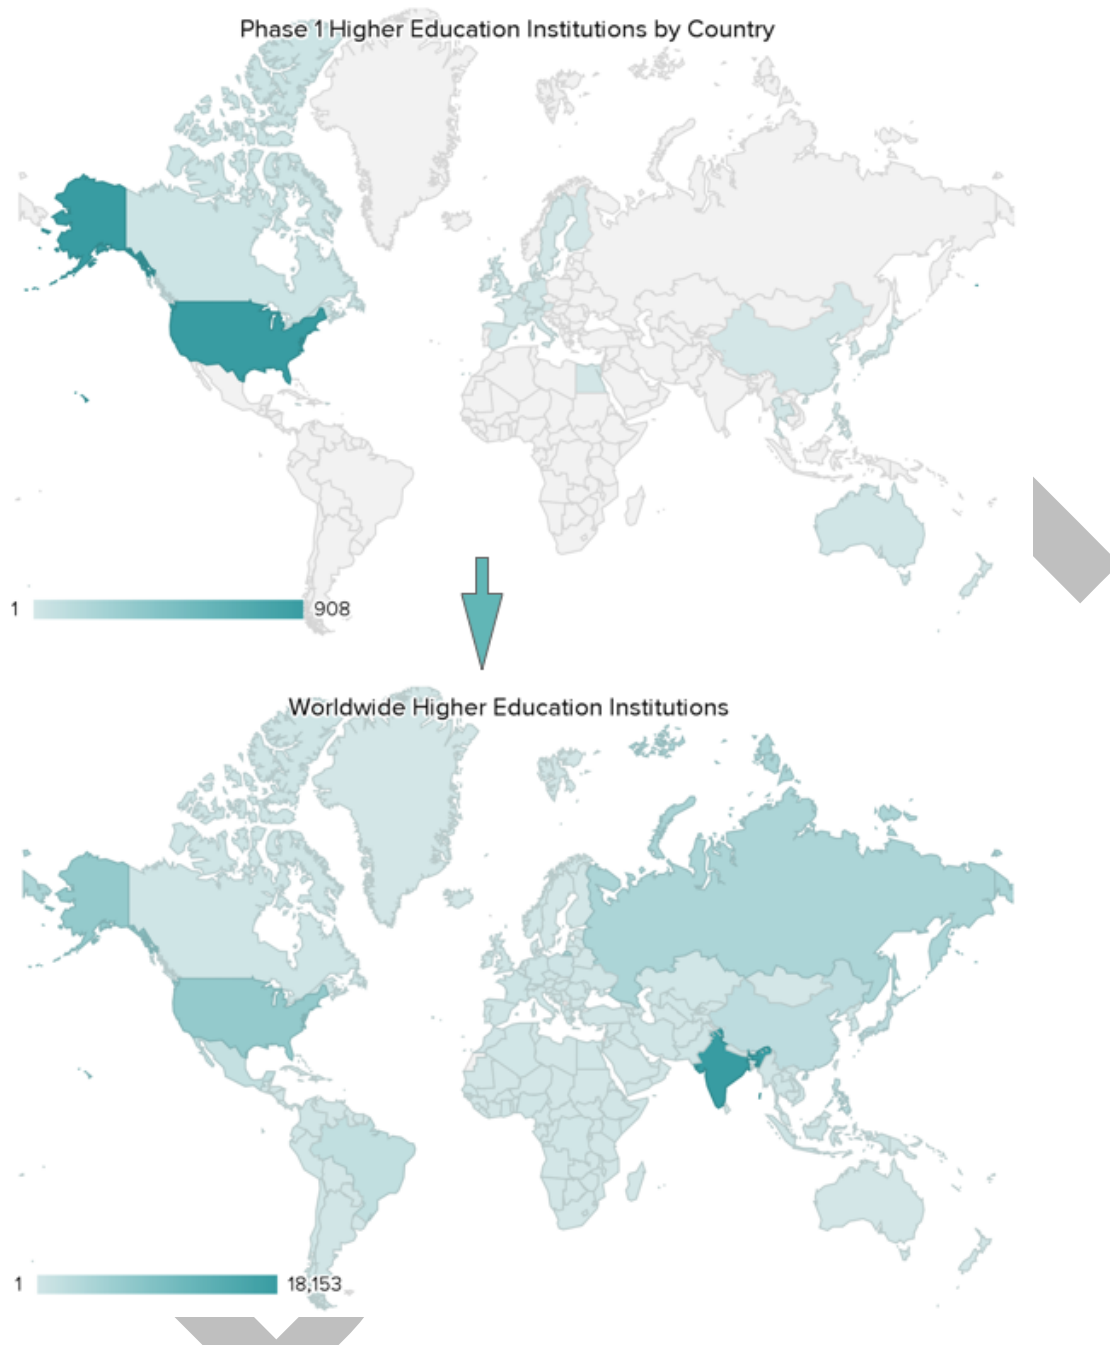 Phase 1 Higher Education Institutions by Country
1 908
Worldwide Higher Education Institutions
1 18,153